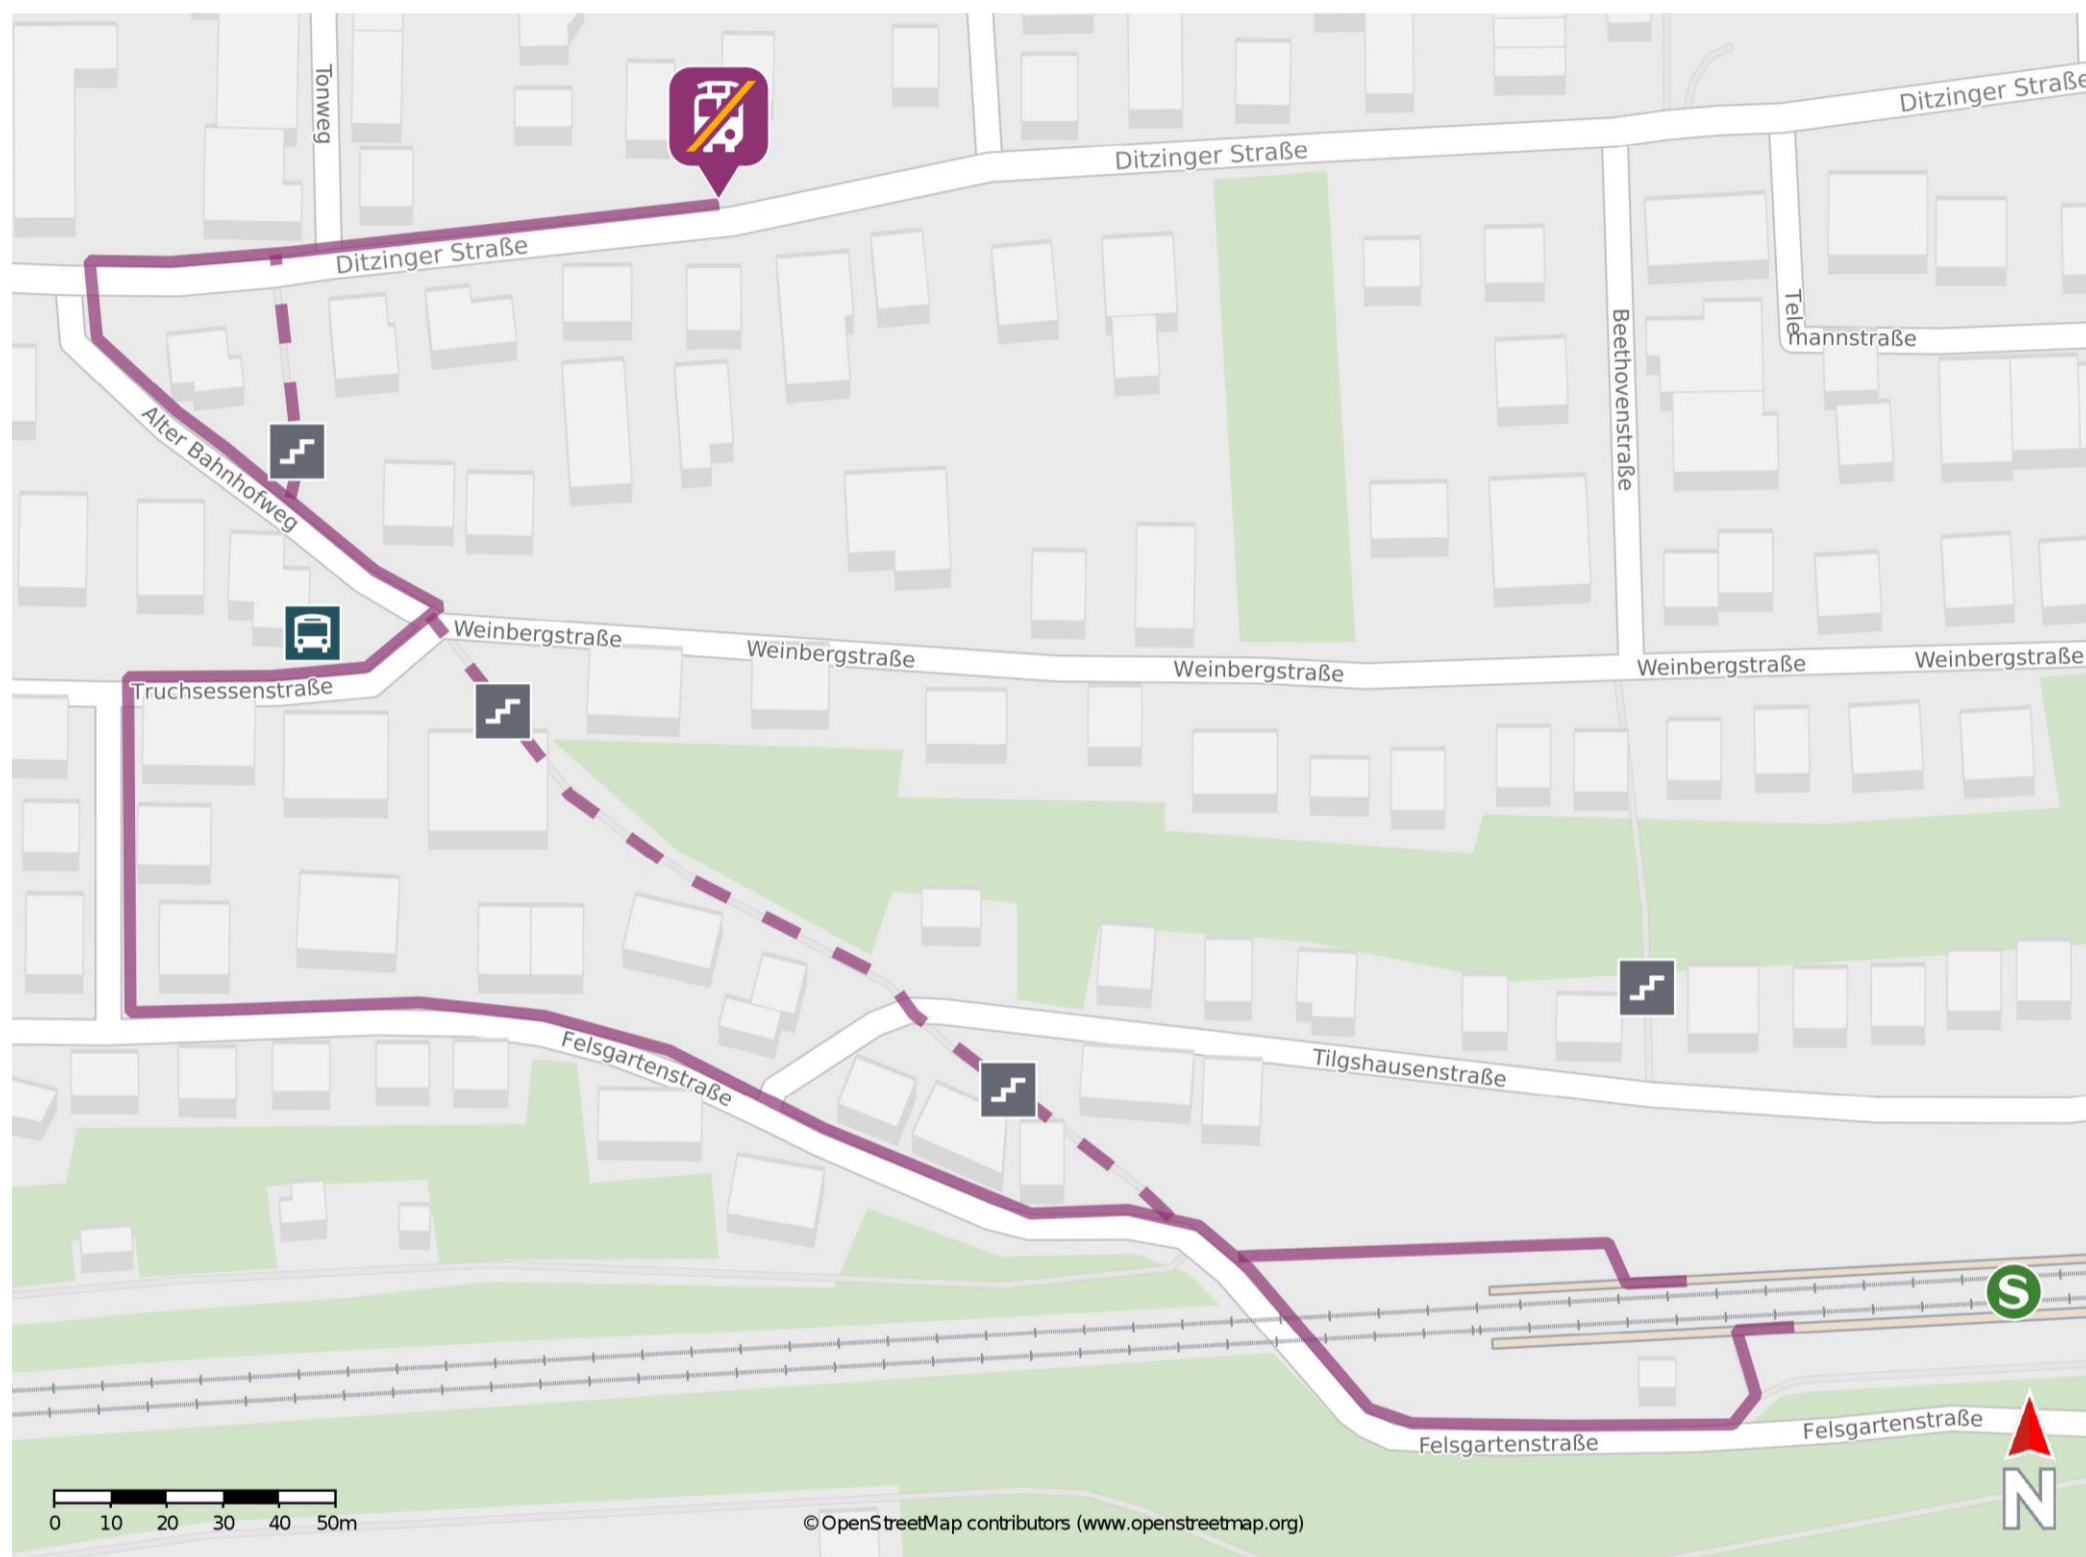 Tonweg
Ditzinger Straße
Ditzinger Straße
Ditzinger Straße
Tele
mannstraße
Beethovenstraße
Alter Bahnhofweg
Weinbergstraße
Weinbergstraße
Weinbergstraße
Weinbergstraße
Weinbergstraße
Truchsessenstraße
Felsgartenstraße
Tilgshausenstraße
S
Felsgartenstraße
Felsgartenstraße
N
0 10 20 30 40 50m
© OpenStreetMap contributors (www.openstreetmap.org)